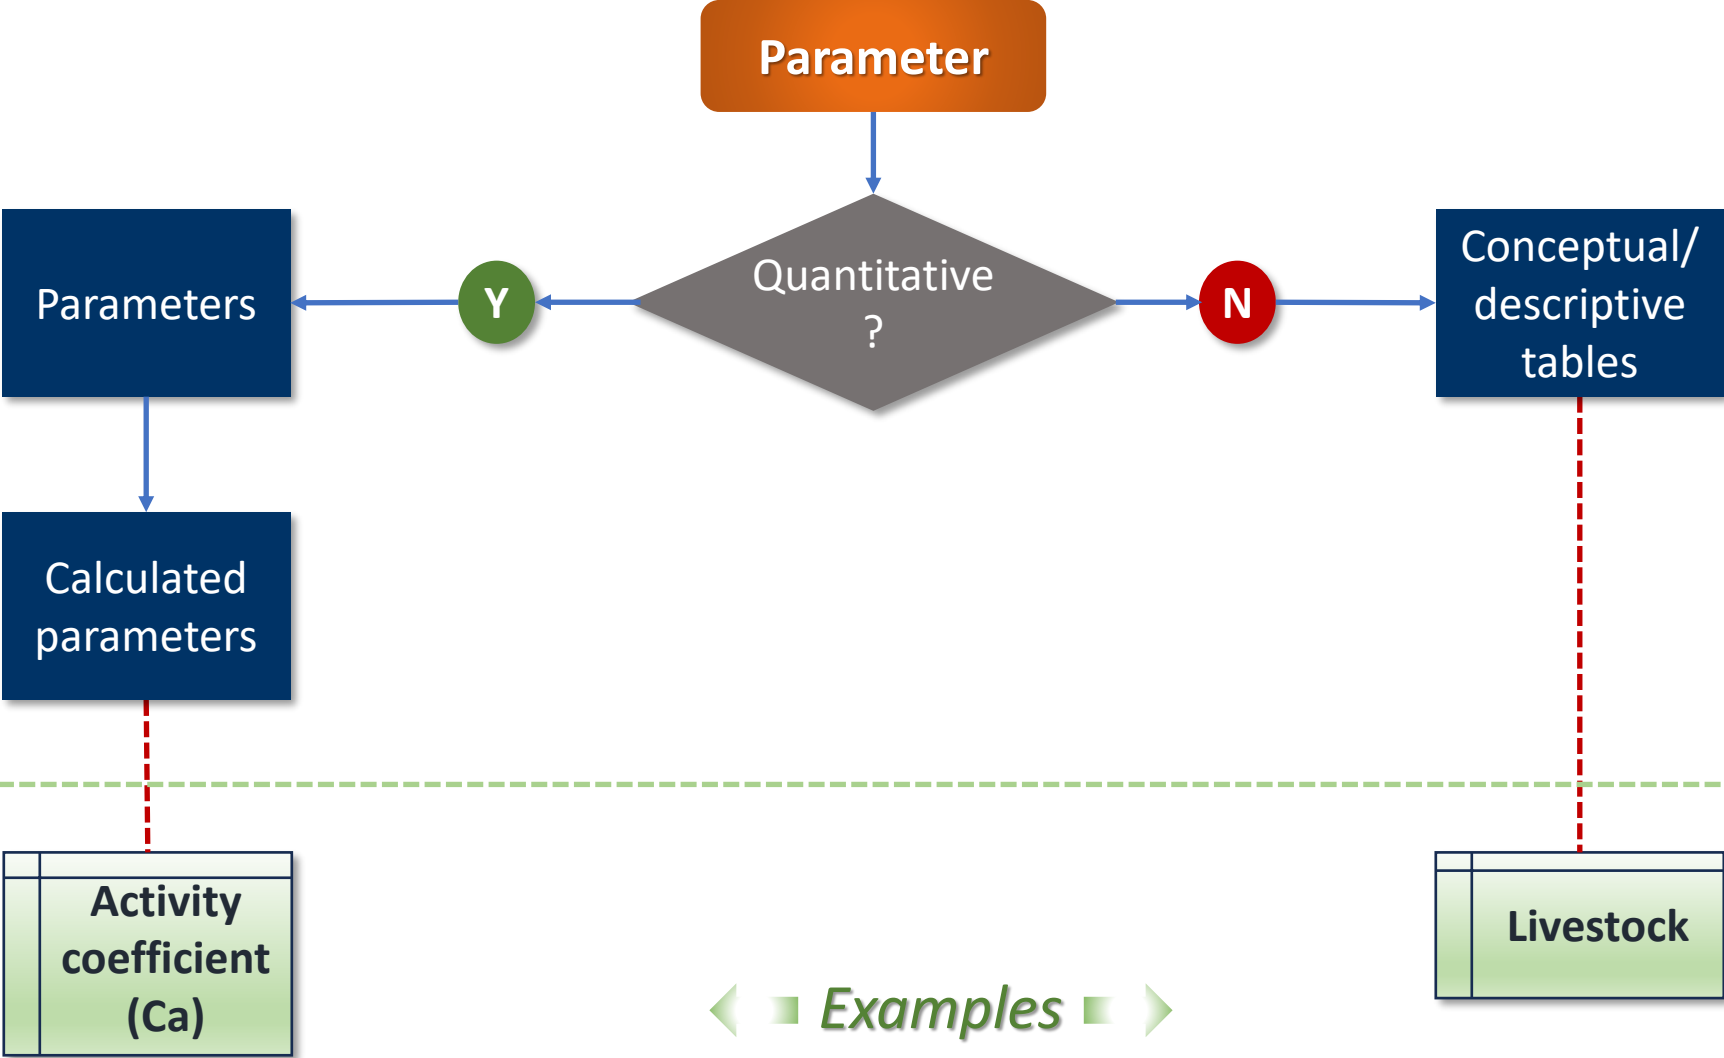 Parameter
Quantitative
?
Y
N
Parameters
Conceptual/
descriptive
tables
Calculated
parameters
Activity
coefficient
(Ca)
Livestock
Examples